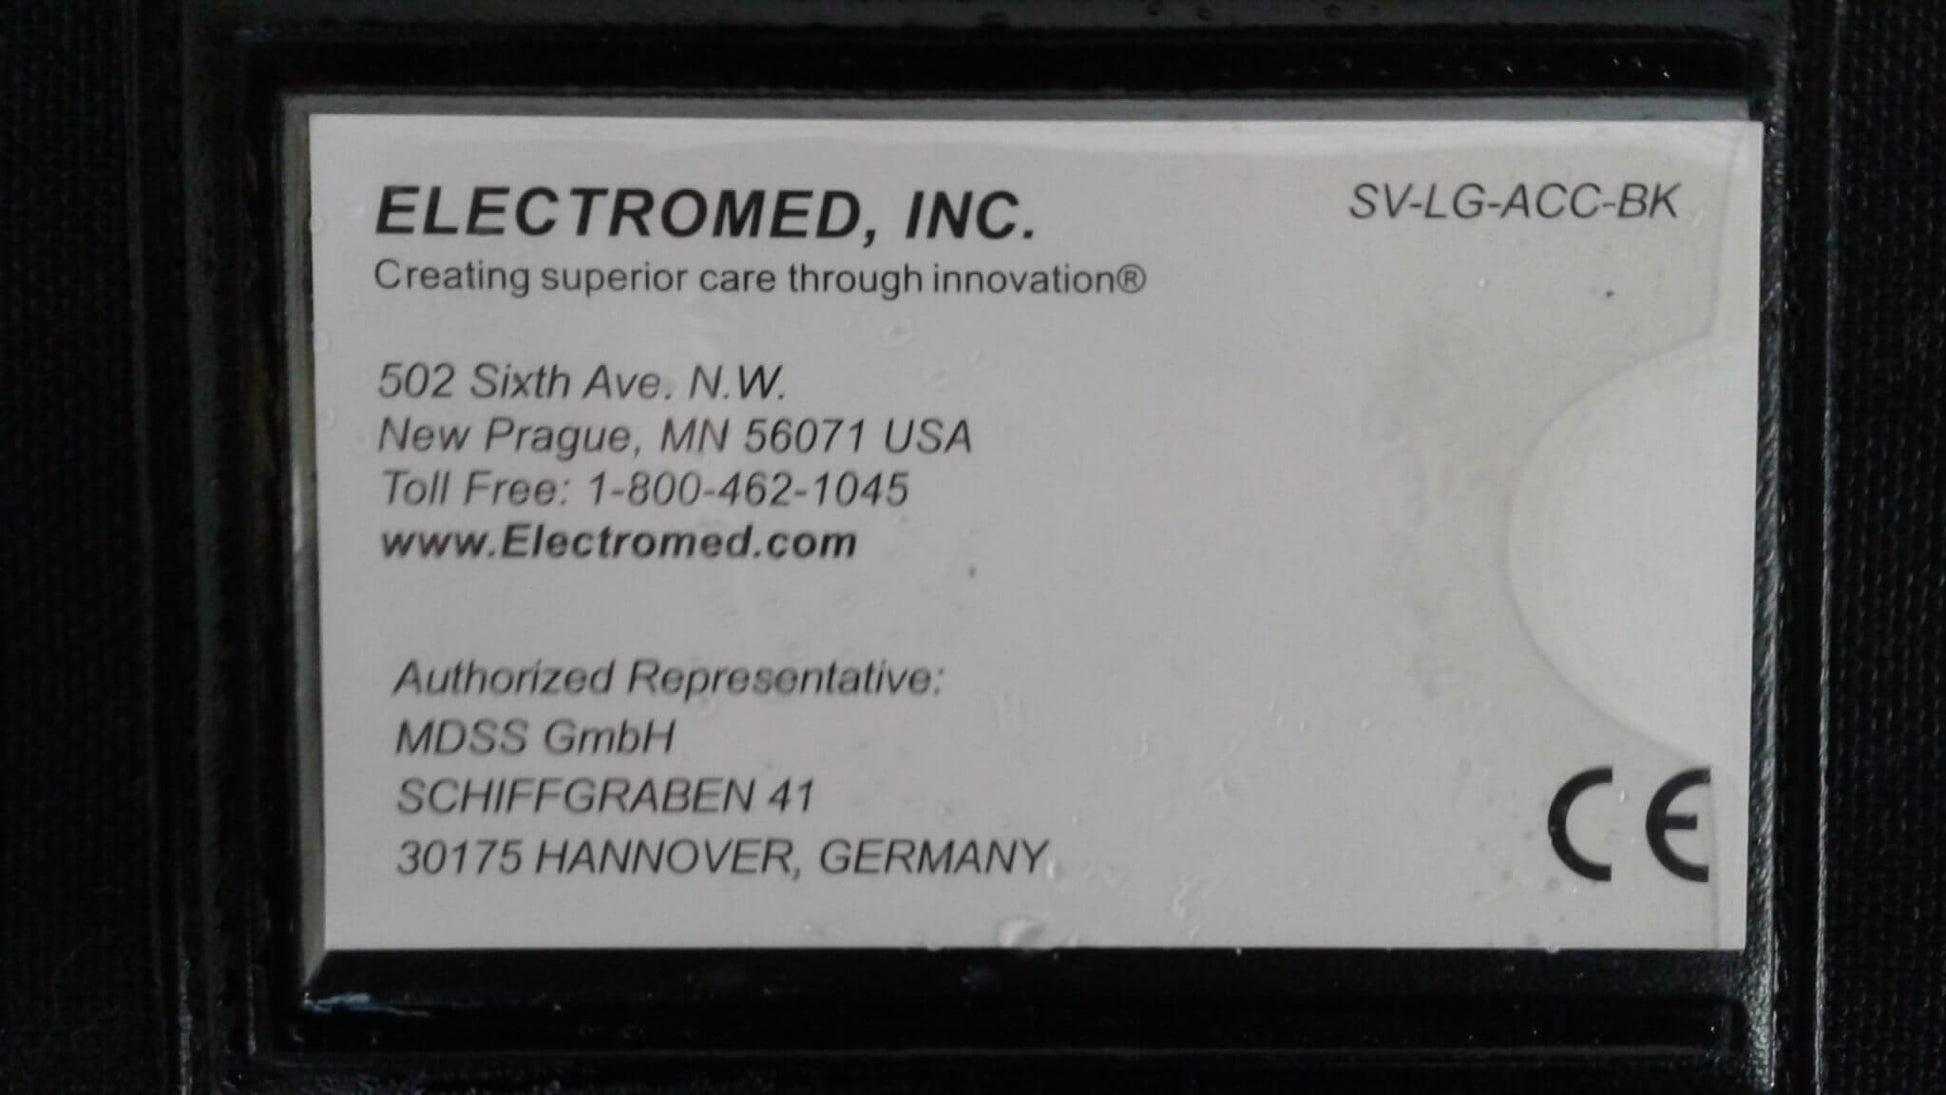 ELECTROMED, INC.
SV-LG-ACC-BK
Creating superior care through innovation®
502 Sixth Ave. N.W.
New Prague, MN 56071 USA
Toll Free: 1-800-462-1045
www.Electromed.com
Authorized Representative:
MDSS GmbH
SCHIFFGRABEN 41
30175 HANNOVER, GERMANY
CE